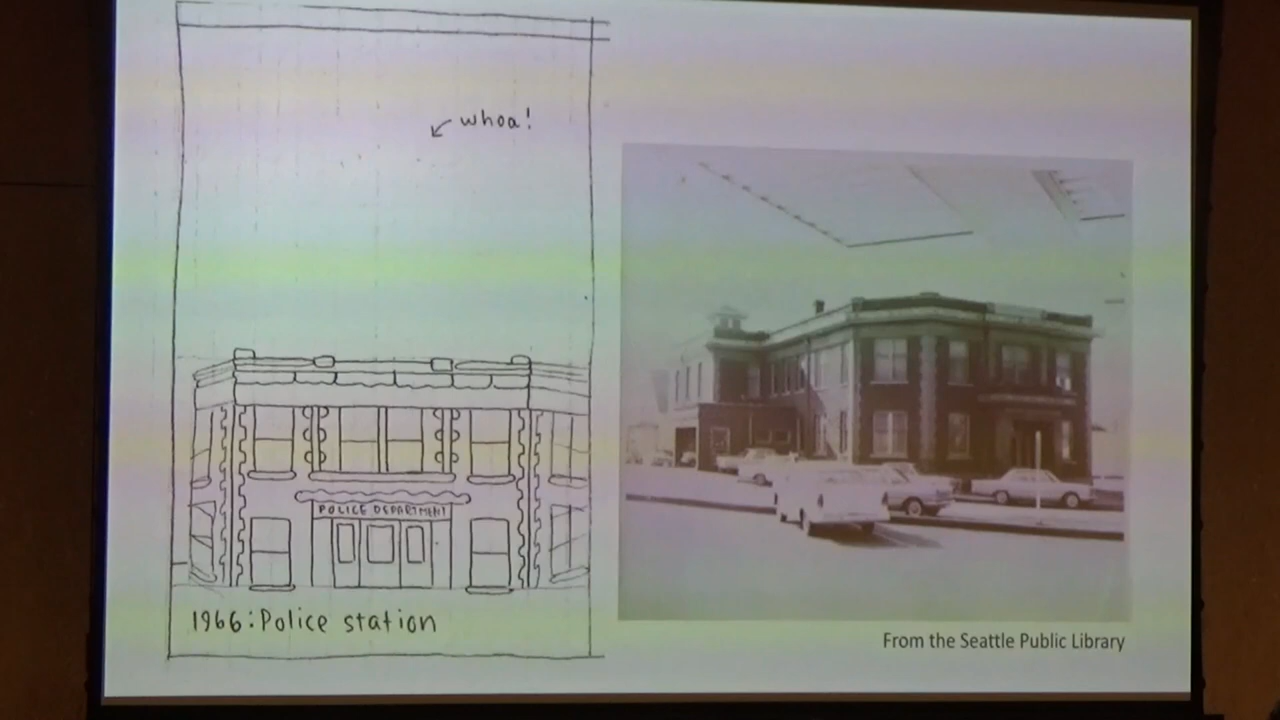 whoa!
POLICE DEPARTMENT
1966: Police station
From the Seattle Public Library